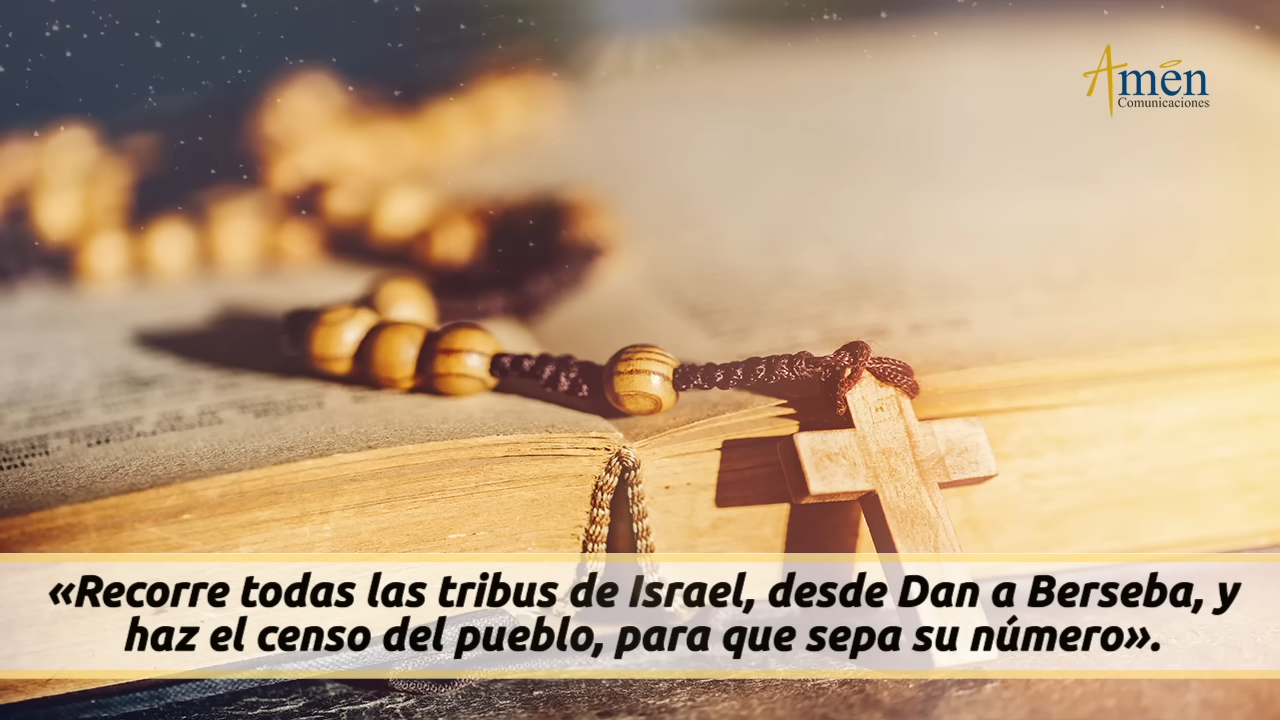 Amén
Comunicaciones
«Recorre todas las tribus de Israel, desde Dan a Berseba, y
haz el censo del pueblo, para que sepa su número».